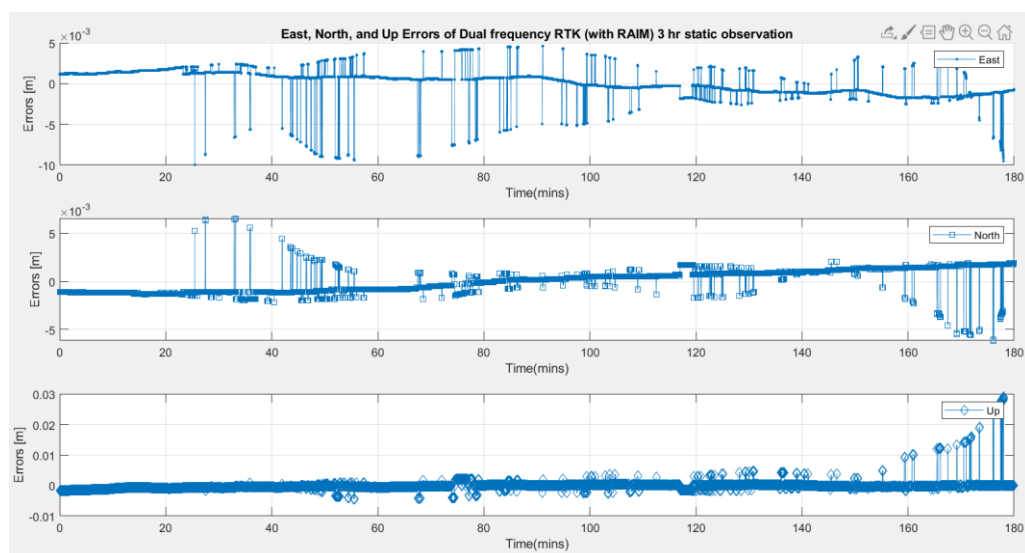 East, North, and Up Errors of Dual frequency RTK (with RAIM) 3 hr static observation
×10⁻³
5
0
-5
-10
Errors [m]
East
0 20 40 60 80 100 120 140 160 180
Time(mins)
×10⁻³
5
0
-5
Errors [m]
North
0 20 40 60 80 100 120 140 160 180
Time(mins)
0.03
0.02
0.01
0
-0.01
Errors [m]
Up
0 20 40 60 80 100 120 140 160 180
Time(mins)